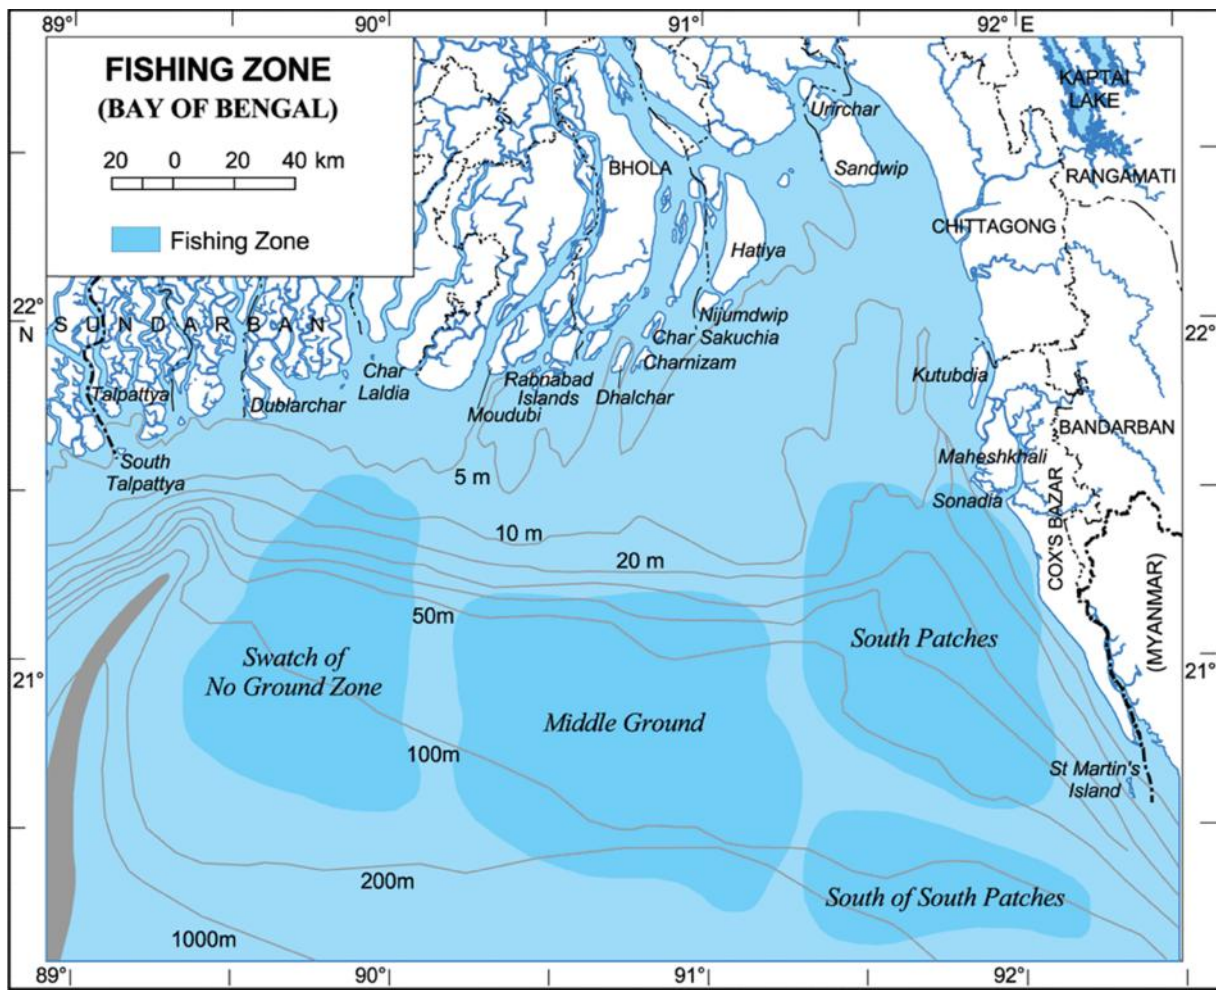 89°
90°
91°
92° E
FISHING ZONE
(BAY OF BENGAL)
20 0 20 40 km
Fishing Zone
KAPTAI
LAKE
Urirchar
BHOLA
Sandwip
RANGAMATI
CHITTAGONG
Hatiya
22°
N
22°
SUNDARBAN
Nijumdwip
Char Sakuchia
Charnizam
Char
Laldia
Kutubdia
Talpattya
Dublarchar
Rabnabad
Islands
Dhalchar
Moudubi
BANDARBAN
South
Talpattya
5 m
Maheshkhali
Sonadia
COX'S BAZAR
10 m
20 m
50m
(MYANMAR)
South Patches
Swatch of
No Ground Zone
21°
21°
Middle Ground
100m
St Martin's
Island
200m
South of South Patches
1000m
89°
90°
91°
92°